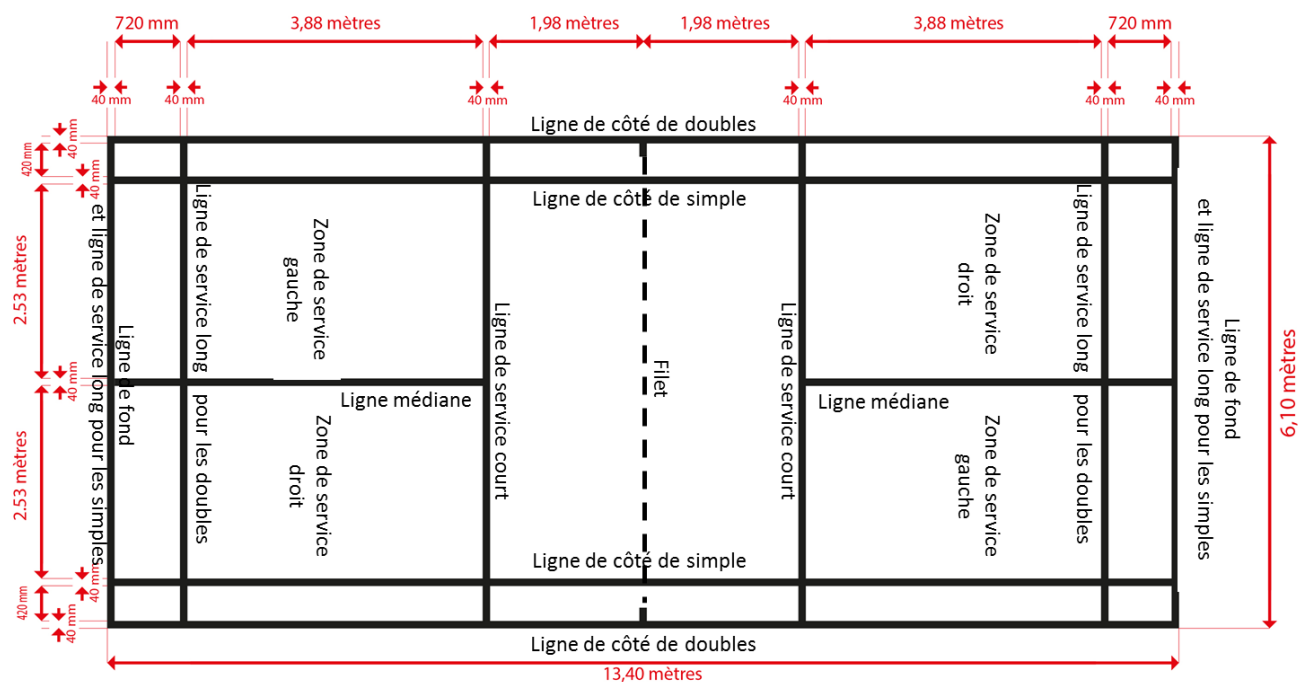 720 mm
3,88 mètres
1,98 mètres
1,98 mètres
3,88 mètres
720 mm
40 mm
40 mm
40 mm
40 mm
40 mm
40 mm
Ligne de côté de doubles
40 mm
420 mm
40 mm
Ligne de côté de simple
2.53 mètres
et ligne de service long pour les simples
Ligne de fond
Ligne de service long
pour les doubles
Zone de service
gauche
Ligne de service court
Filet
Ligne de service court
Zone de service
droit
Ligne de service long
pour les doubles
Ligne de fond
et ligne de service long pour les simples
6,10 mètres
40 mm
Ligne médiane
Ligne médiane
2.53 mètres
Zone de service
droit
Zone de service
gauche
Ligne de côté de simple
40 mm
420 mm
40 mm
Ligne de côté de doubles
13,40 mètres